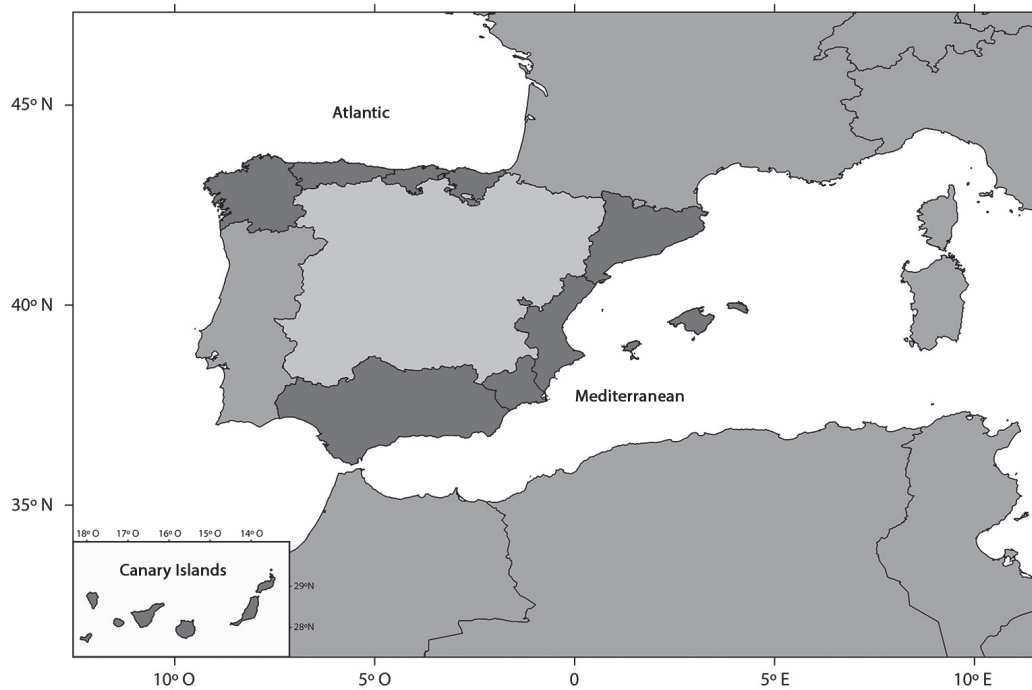 45º N
Atlantic
40º N
Mediterranean
35º N
18º O 17º O 16º O 15º O 14º O
Canary Islands
29ºN
28ºN
10º O 5º O 0 5º E 10º E